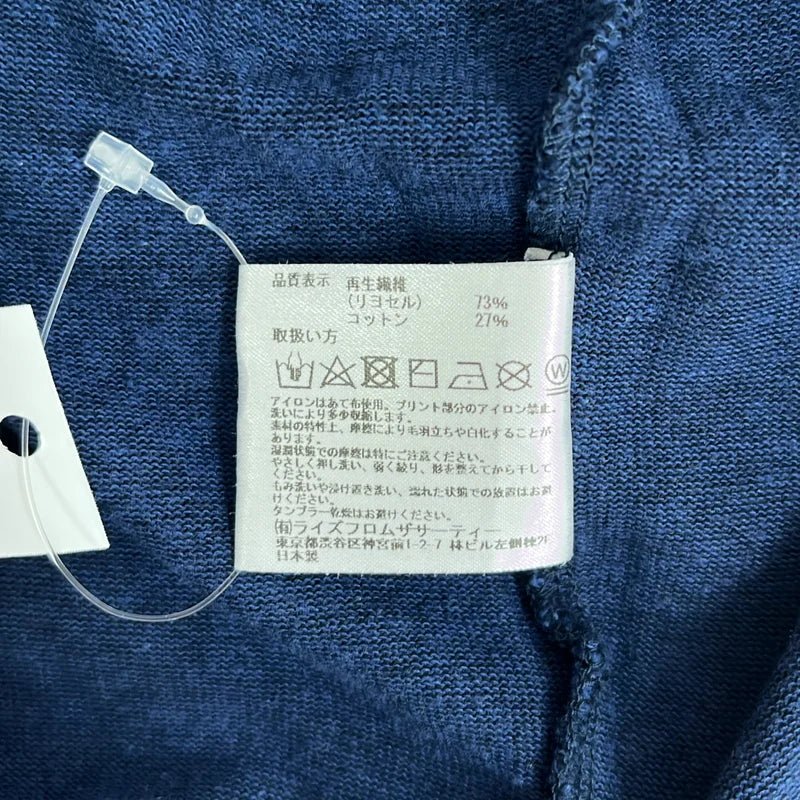 品質表示 再生繊維
(リヨセル) 73%
コットン 27%
取扱い方
W
アイロンはあて布使用。プリント部分のアイロン禁止。
洗いにより多少収縮します。
素材の特性上、摩擦により毛羽立ちや白化することが
あります。
湿潤状態での摩擦は特にご注意ください。
やさしく押し洗い、弱く絞り、形を整えてから干して
ください。
もみ洗いや浸け置き洗い、濡れた状態での放置はお避
けください。
タンブラー乾燥はお避けください。
(有)ライズフロムザサーティー
東京都渋谷区神宮前1-2-7 林ビル左側棟2F
日本製